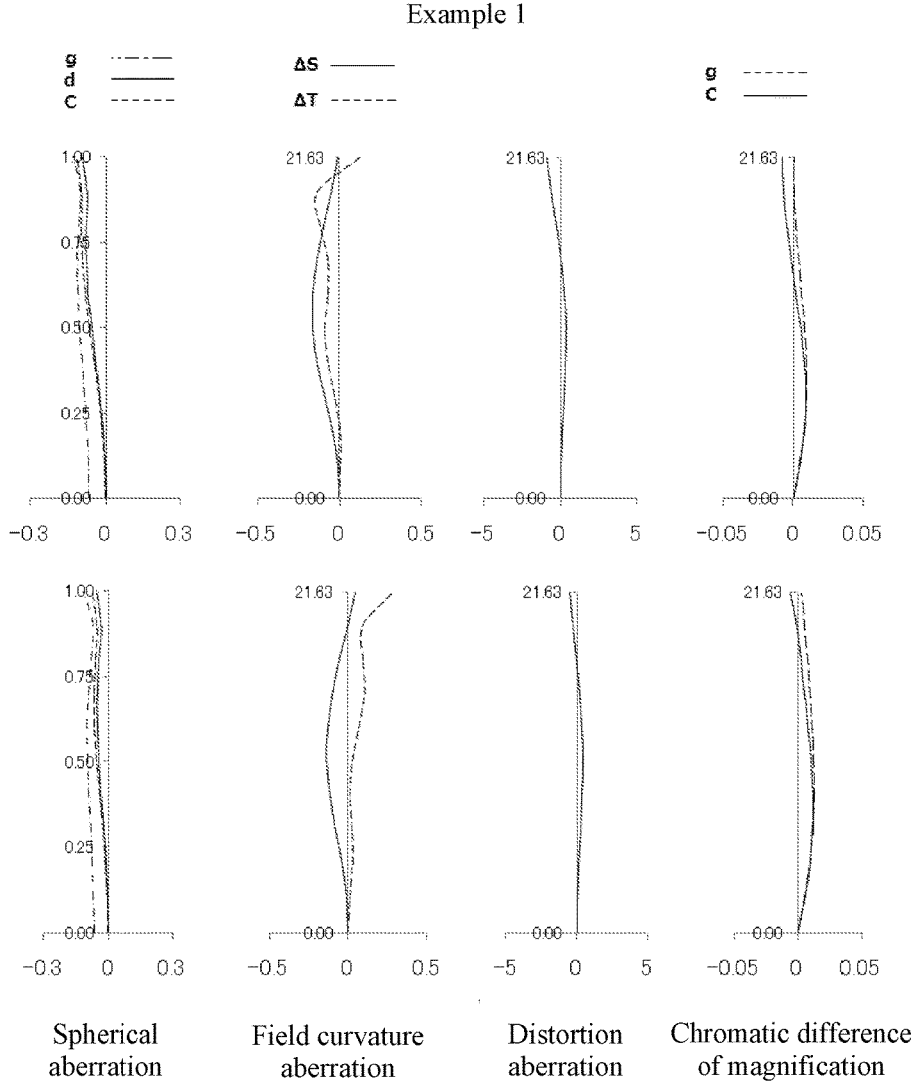 Example 1
g
d
C
ΔS
ΔT
g
C
1.00
0.75
0.50
0.25
0.00
-0.3 0 0.3
21.63
0.00
-0.5 0 0.5
21.63
0.00
-5 0 5
21.63
0.00
-0.05 0 0.05
1.00
0.75
0.50
0.25
0.00
-0.3 0 0.3
21.63
0.00
-0.5 0 0.5
21.63
0.00
-5 0 5
21.63
0.00
-0.05 0 0.05
Spherical
aberration
Field curvature
aberration
Distortion
aberration
Chromatic difference
of magnification